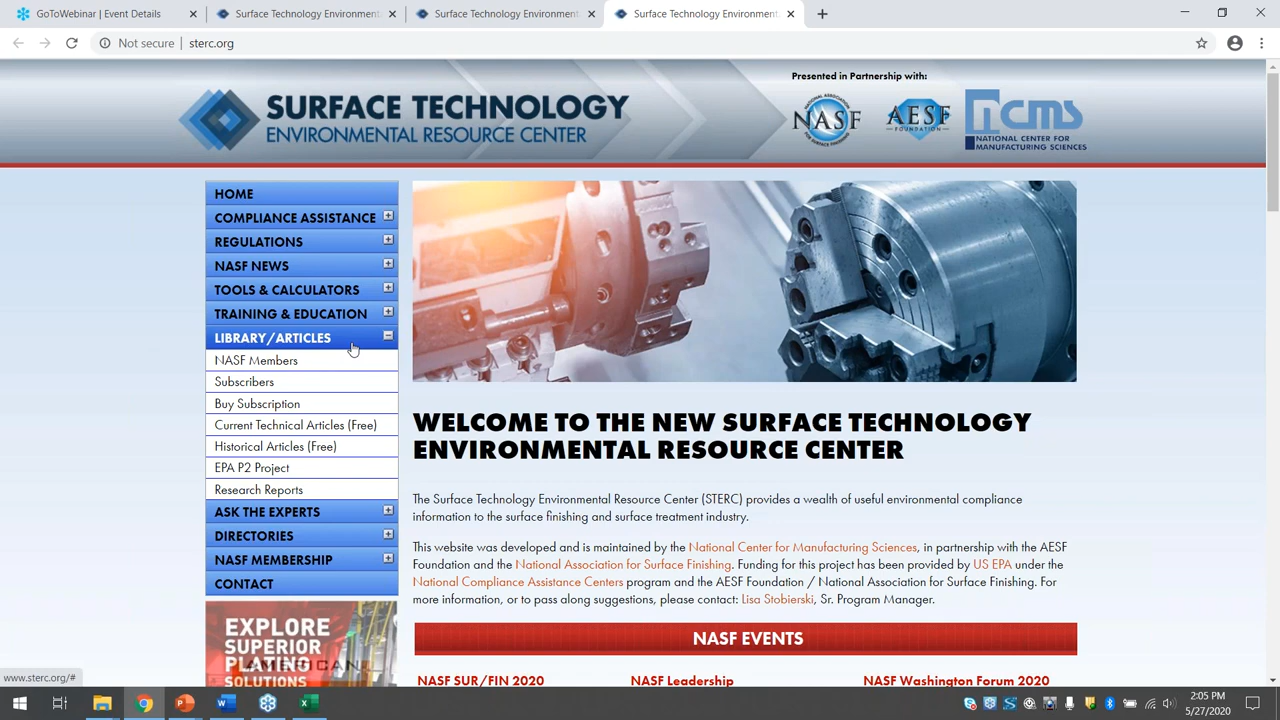 GoToWebinar | Event Details
Surface Technology Environment
Surface Technology Environment
Surface Technology Environment
Not secure | sterc.org
SURFACE TECHNOLOGY
ENVIRONMENTAL RESOURCE CENTER
Presented in Partnership with:
NATIONAL ASSOCIATION
NASF
FOR SURFACE FINISHING
AESF
FOUNDATION
ncms
NATIONAL CENTER FOR
MANUFACTURING SCIENCES
HOME
COMPLIANCE ASSISTANCE
REGULATIONS
NASF NEWS
TOOLS & CALCULATORS
TRAINING & EDUCATION
LIBRARY/ARTICLES
NASF Members
Subscribers
Buy Subscription
Current Technical Articles (Free)
Historical Articles (Free)
EPA P2 Project
Research Reports
ASK THE EXPERTS
DIRECTORIES
NASF MEMBERSHIP
CONTACT
EXPLORE
SUPERIOR
PLATING
AMERICAN
SOLUTIONS
WELCOME TO THE NEW SURFACE TECHNOLOGY
ENVIRONMENTAL RESOURCE CENTER
The Surface Technology Environmental Resource Center (STERC) provides a wealth of useful environmental compliance
information to the surface finishing and surface treatment industry.
This website was developed and is maintained by the National Center for Manufacturing Sciences, in partnership with the AESF
Foundation and the National Association for Surface Finishing. Funding for this project has been provided by US EPA under the
National Compliance Assistance Centers program and the AESF Foundation / National Association for Surface Finishing. For
more information, or to pass along suggestions, please contact: Lisa Stobierski, Sr. Program Manager.
NASF EVENTS
NASF SUR/FIN 2020
NASF Leadership
NASF Washington Forum 2020
www.sterc.org/#
2:05 PM
5/27/2020